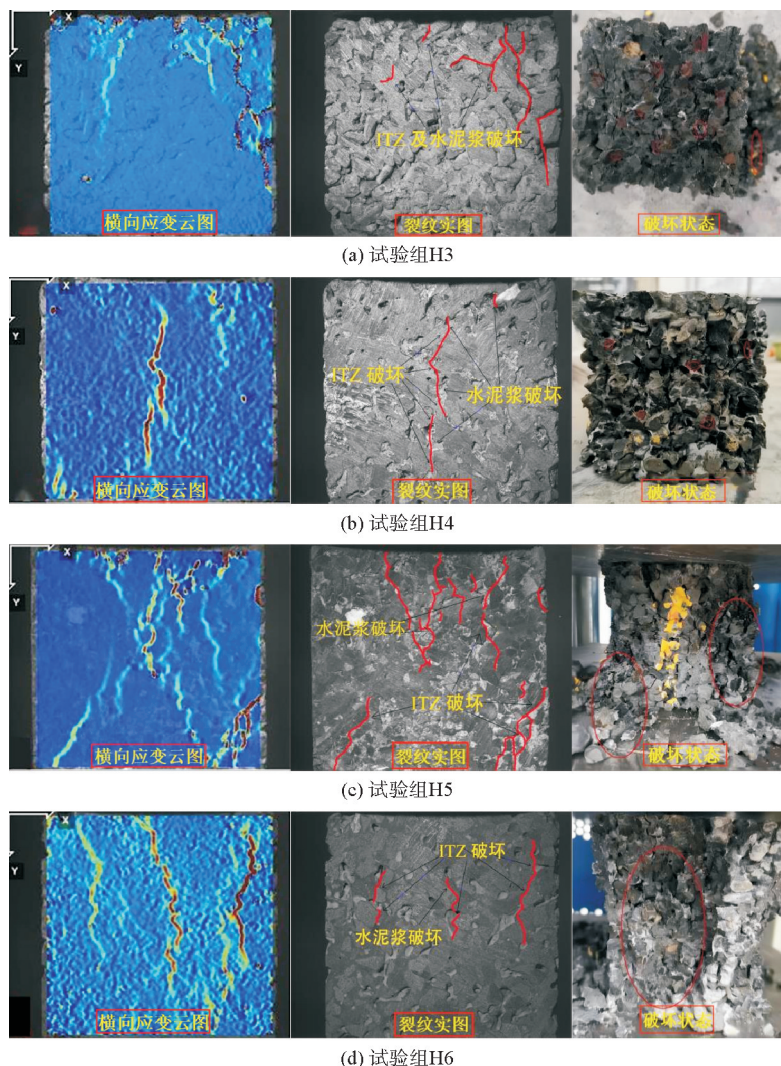 Y
ITZ 及水泥浆破坏
横向应变云图
裂纹实图
破坏状态
(a) 试验组H3
X
Y
ITZ 破坏
水泥浆破坏
横向应变云图
裂纹实图
破坏状态
(b) 试验组H4
X
Y
水泥浆破坏
ITZ 破坏
横向应变云图
裂纹实图
破坏状态
(c) 试验组H5
X
Y
ITZ 破坏
水泥浆破坏
横向应变云图
裂纹实图
破坏状态
(d) 试验组H6